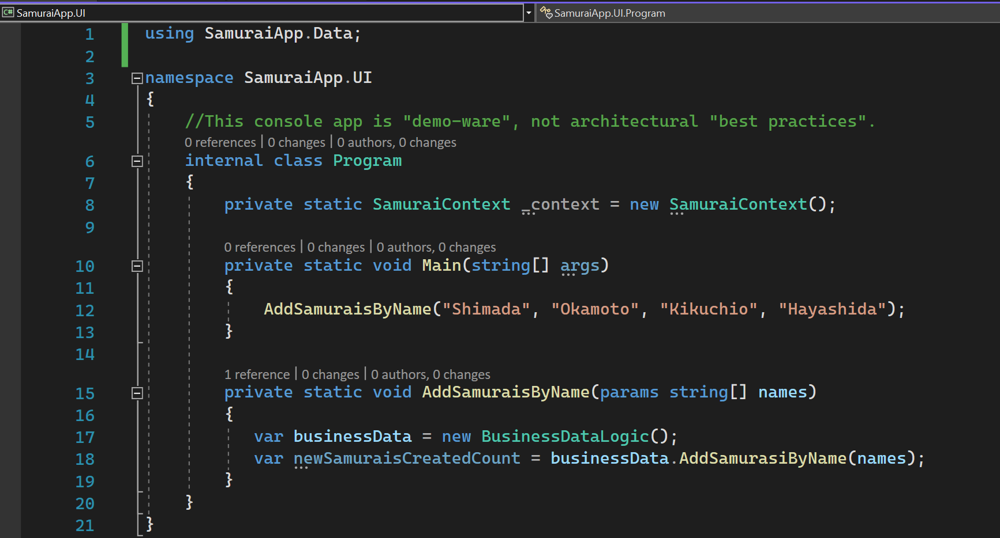 C# SamuraiApp.UI SamuraiApp.UI.Program
1 using SamuraiApp.Data;
2
3 namespace SamuraiApp.UI
4 {
5 //This console app is "demo-ware", not architectural "best practices".
0 references | 0 changes | 0 authors, 0 changes
6 internal class Program
7 {
8 private static SamuraiContext _context = new SamuraiContext();
9
0 references | 0 changes | 0 authors, 0 changes
10 private static void Main(string[] args)
11 {
12 AddSamuraisByName("Shimada", "Okamoto", "Kikuchio", "Hayashida");
13 }
14
1 reference | 0 changes | 0 authors, 0 changes
15 private static void AddSamuraisByName(params string[] names)
16 {
17 var businessData = new BusinessDataLogic();
18 var newSamuraisCreatedCount = businessData.AddSamurasiByName(names);
19 }
20 }
21 }